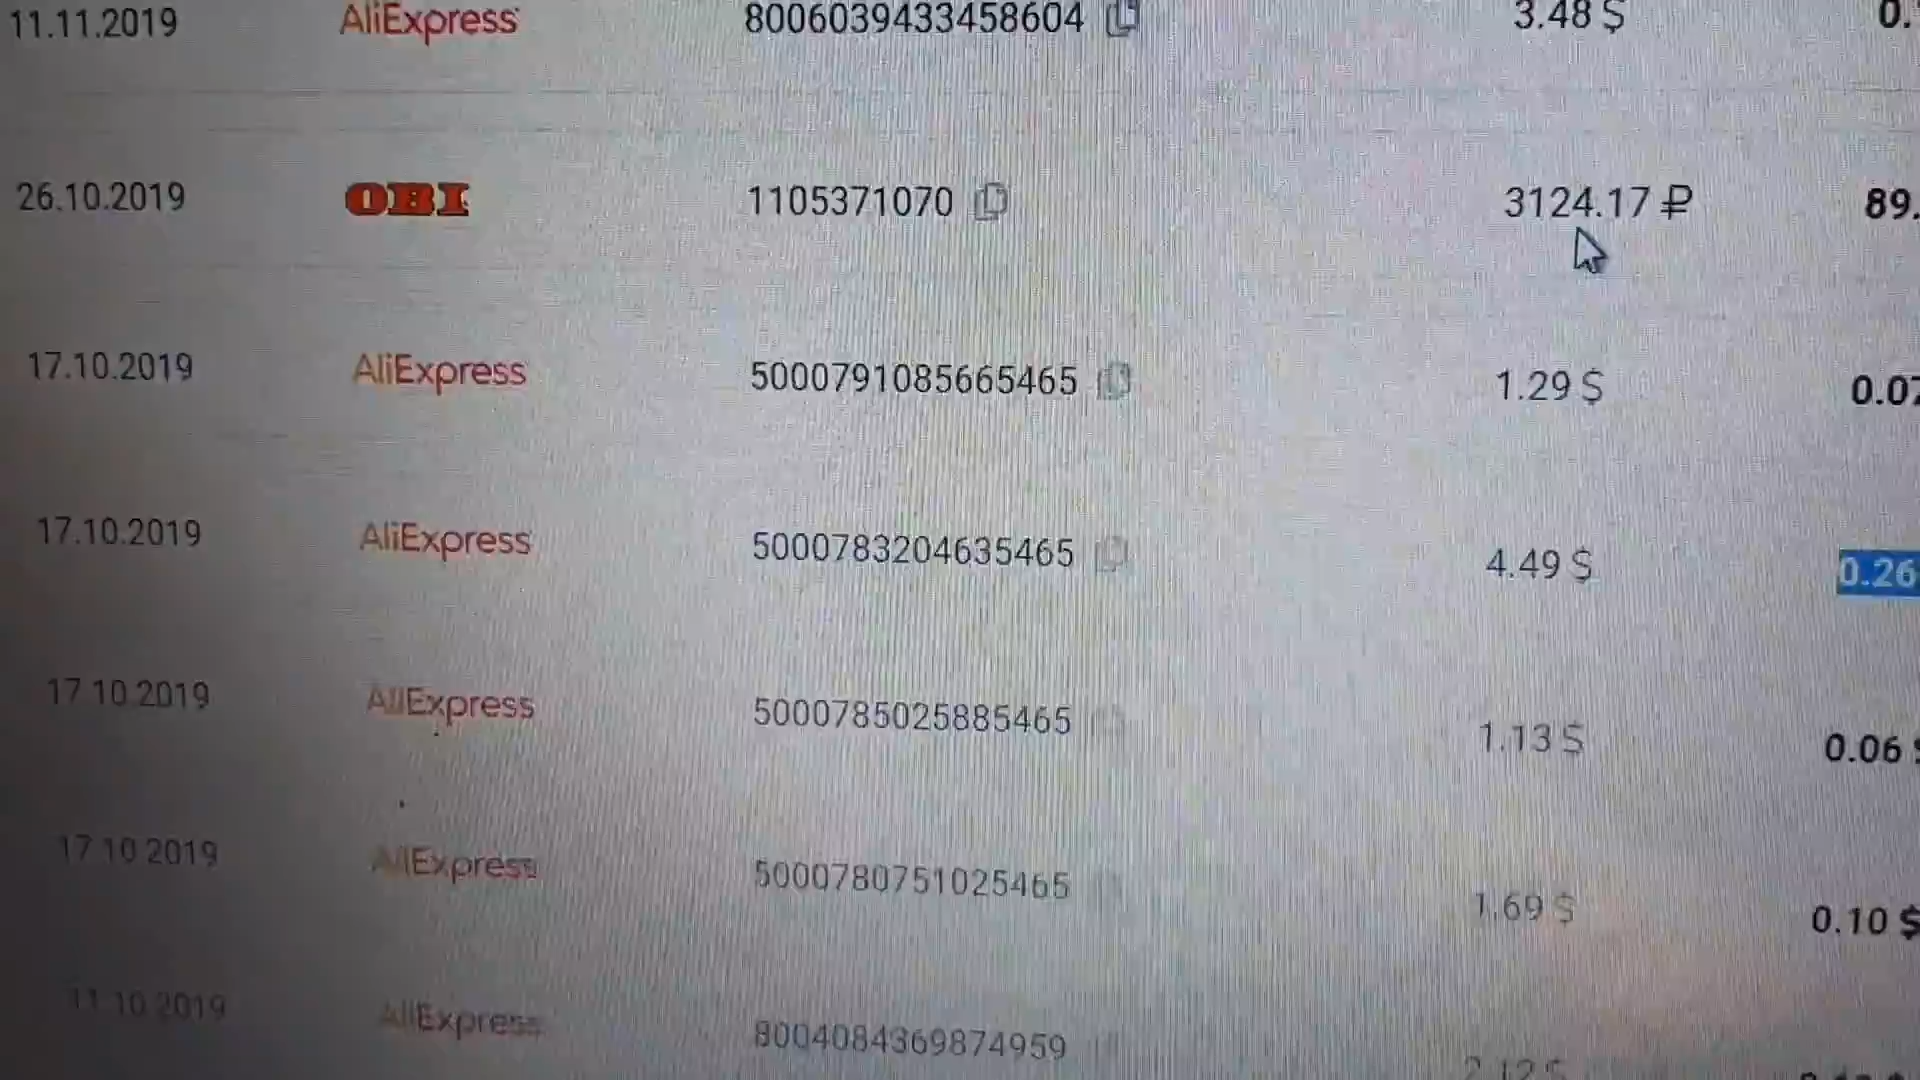 11.11.2019 AliExpress 8006039433458604 3.48 $ 0.
26.10.2019 OBI 1105371070 3124.17 ₽ 89.
17.10.2019 AliExpress 5000791085665465 1.29 $ 0.07
17.10.2019 AliExpress 5000783204635465 4.49 $ 0.26
17.10.2019 AliExpress 5000785025885465 1.13 $ 0.06 $
17.10.2019 AliExpress 5000780751025465 1.69 $ 0.10 $
11.10.2019 AliExpress 8004084369874959 2.12 $